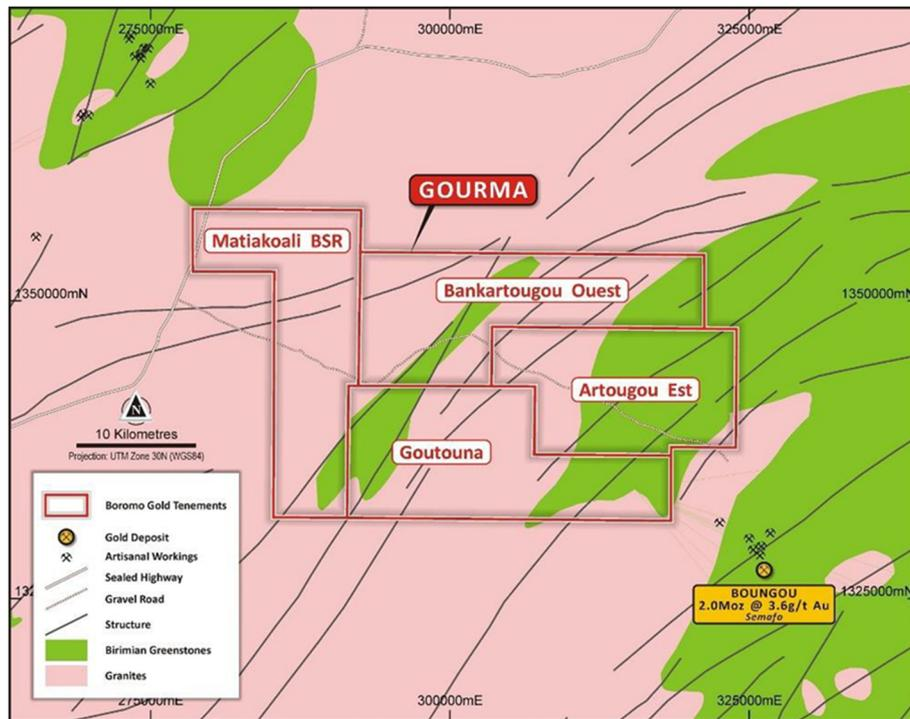 275000mE
300000mE
325000mE
GOURMA
Matiakoali BSR
Bankartougou Ouest
1350000mN
1350000mN
Artougou Est
N
10 Kilometres
Projection: UTM Zone 30N (WGS84)
Goutouna
Boromo Gold Tenements
Gold Deposit
Artisanal Workings
Sealed Highway
Gravel Road
Structure
Birimian Greenstones
Granites
BOUNGOU
2.0Moz @ 3.6g/t Au
Semafo
1325000mN
275000mE
300000mE
325000mE